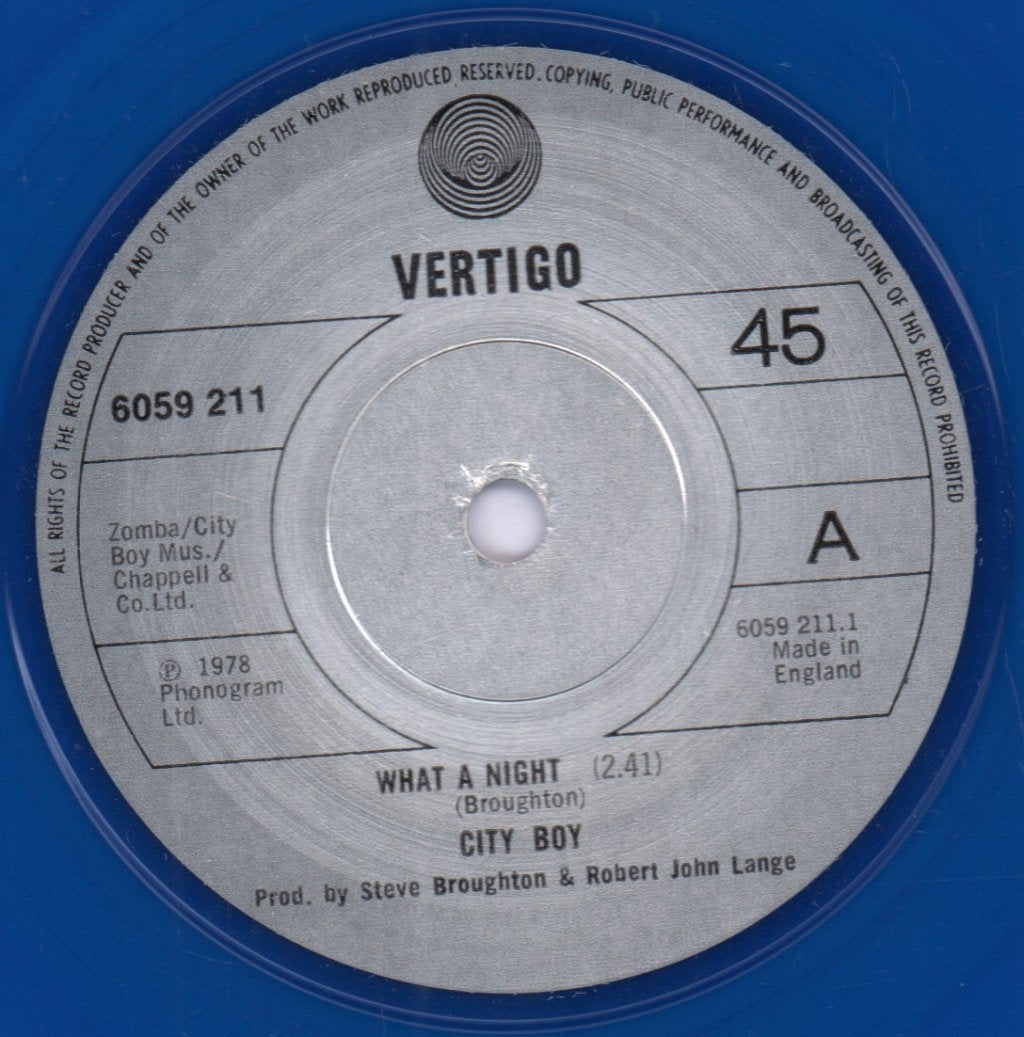 ALL RIGHTS OF THE RECORD PRODUCER AND OF THE OWNER OF THE WORK REPRODUCED RESERVED. COPYING, PUBLIC PERFORMANCE AND BROADCASTING OF THIS RECORD PROHIBITED
VERTIGO
45
6059 211
A
Zomba/City
Boy Mus./
Chappell &
Co.Ltd.
6059 211.1
Made in
England
Ⓟ 1978
Phonogram
Ltd.
WHAT A NIGHT (2.41)
(Broughton)
CITY BOY
Prod. by Steve Broughton & Robert John Lange